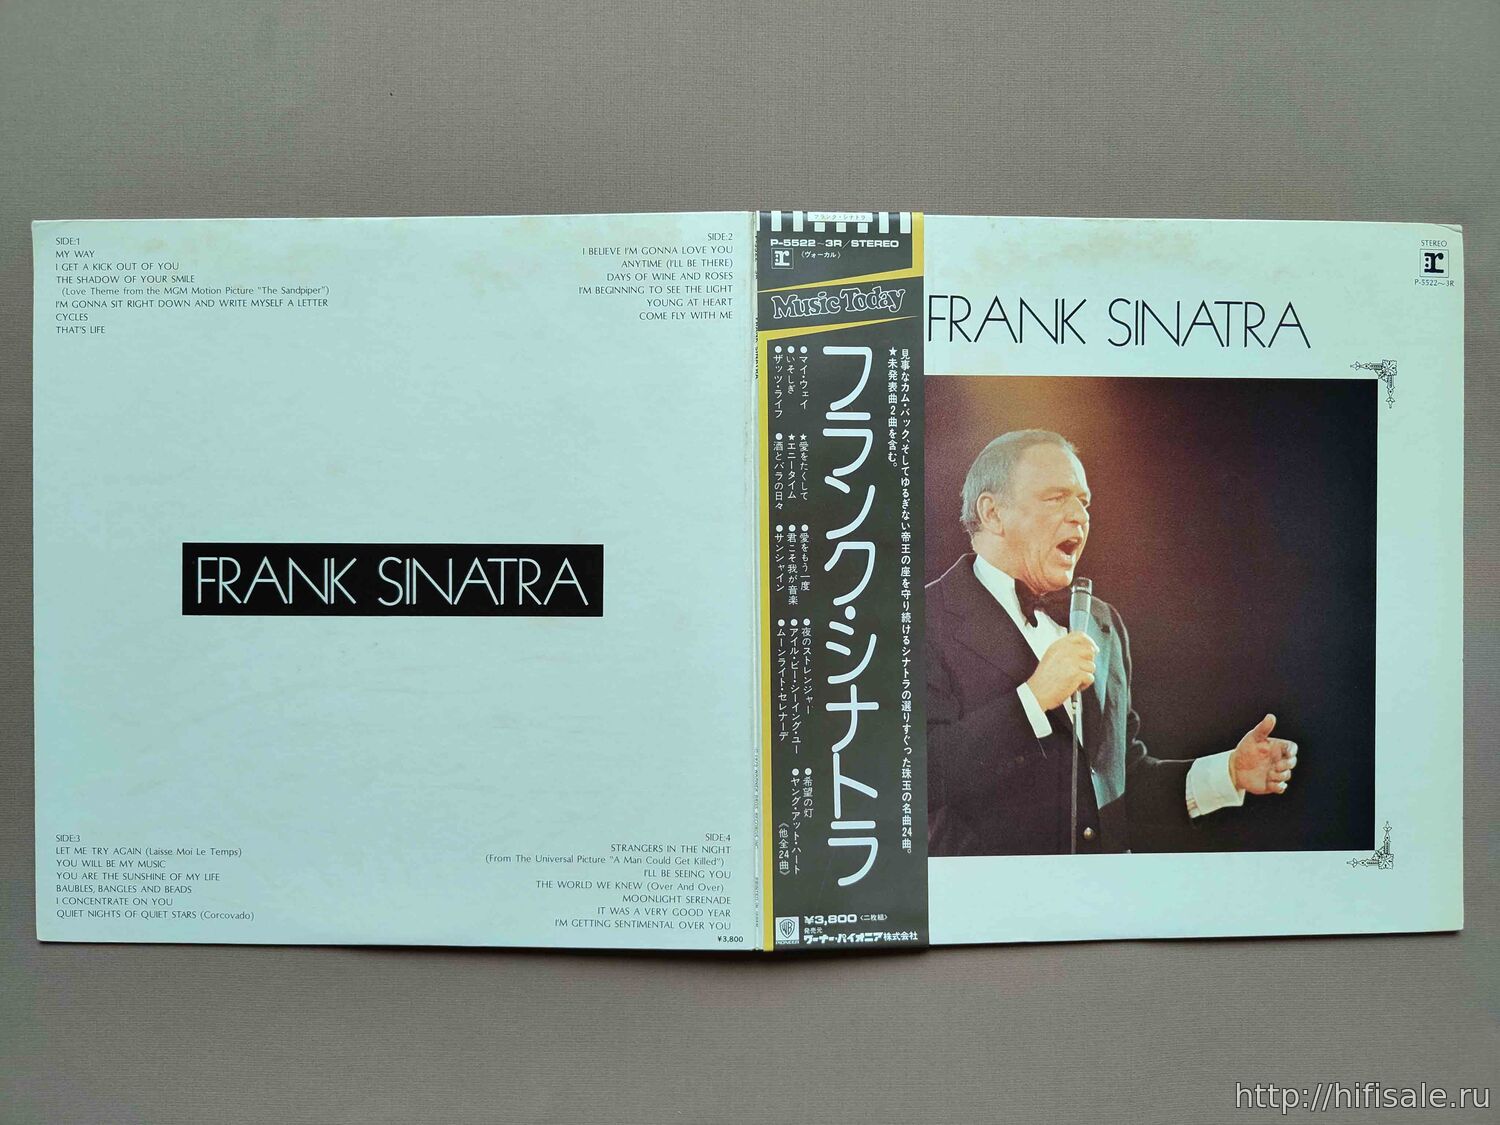 SIDE:1
MY WAY
I GET A KICK OUT OF YOU
THE SHADOW OF YOUR SMILE
(Love Theme from the MGM Motion Picture "The Sandpiper")
I'M GONNA SIT RIGHT DOWN AND WRITE MYSELF A LETTER
CYCLES
THAT'S LIFE
SIDE:2
I BELIEVE I'M GONNA LOVE YOU
ANYTIME (I'LL BE THERE)
DAYS OF WINE AND ROSES
I'M BEGINNING TO SEE THE LIGHT
YOUNG AT HEART
COME FLY WITH ME
FRANK SINATRA
SIDE:3
LET ME TRY AGAIN (Laisse Moi Le Temps)
YOU WILL BE MY MUSIC
YOU ARE THE SUNSHINE OF MY LIFE
BAUBLES, BANGLES AND BEADS
I CONCENTRATE ON YOU
QUIET NIGHTS OF QUIET STARS (Corcovado)
SIDE:4
STRANGERS IN THE NIGHT
(From The Universal Picture "A Man Could Get Killed")
I'LL BE SEEING YOU
THE WORLD WE KNEW (Over And Over)
MOONLIGHT SERENADE
IT WAS A VERY GOOD YEAR
I'M GETTING SENTIMENTAL OVER YOU
¥3,800
フランク・シナトラ
P-5522~3R/STEREO
r
(ヴォーカル)
Music Today
見事なカム・バック、そしてゆるぎない帝王の座を守り続けるシナトラの選りすぐった珠玉の名曲24曲。
★未発表曲2曲を含む。
フランク・シナトラ
●マイ・ウェイ
●いそしぎ
●ザッツ・ライフ
★愛をたくして
★エニータイム
●酒とバラの日々
●愛をもう一度
●君こそ我が音楽
●サンシャイン
●夜のストレンジャー
●アイル・ビー・シーイング・ユー
●ムーンライト・セレナーデ
●希望の灯
●ヤング・アット・ハート
《他全24曲》
WB
PIONEER
¥3,800〈二枚組〉
発売元
ワーナー・パイオニア株式会社
STEREO
r
P-5522~3R
FRANK SINATRA
http://hifisale.ru